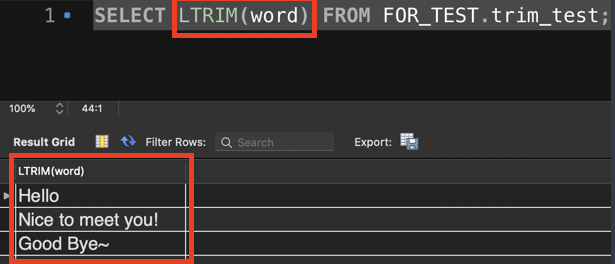 1 SELECT LTRIM(word) FROM FOR_TEST.trim_test;
100% 44:1
Result Grid Filter Rows: Search Export:
LTRIM(word)
Hello
Nice to meet you!
Good Bye~